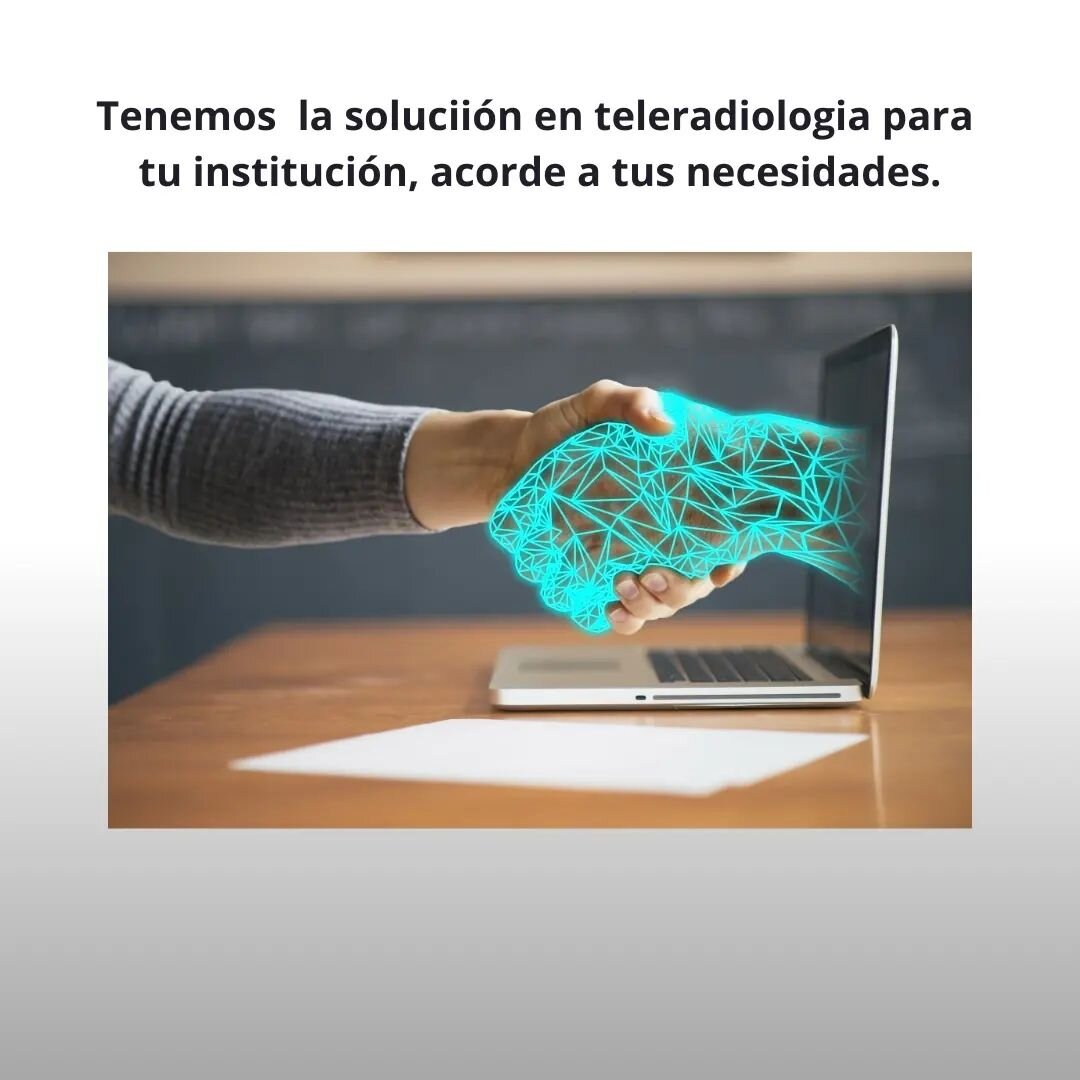 Tenemos  la soluciión en teleradiologia para
tu institución, acorde a tus necesidades.